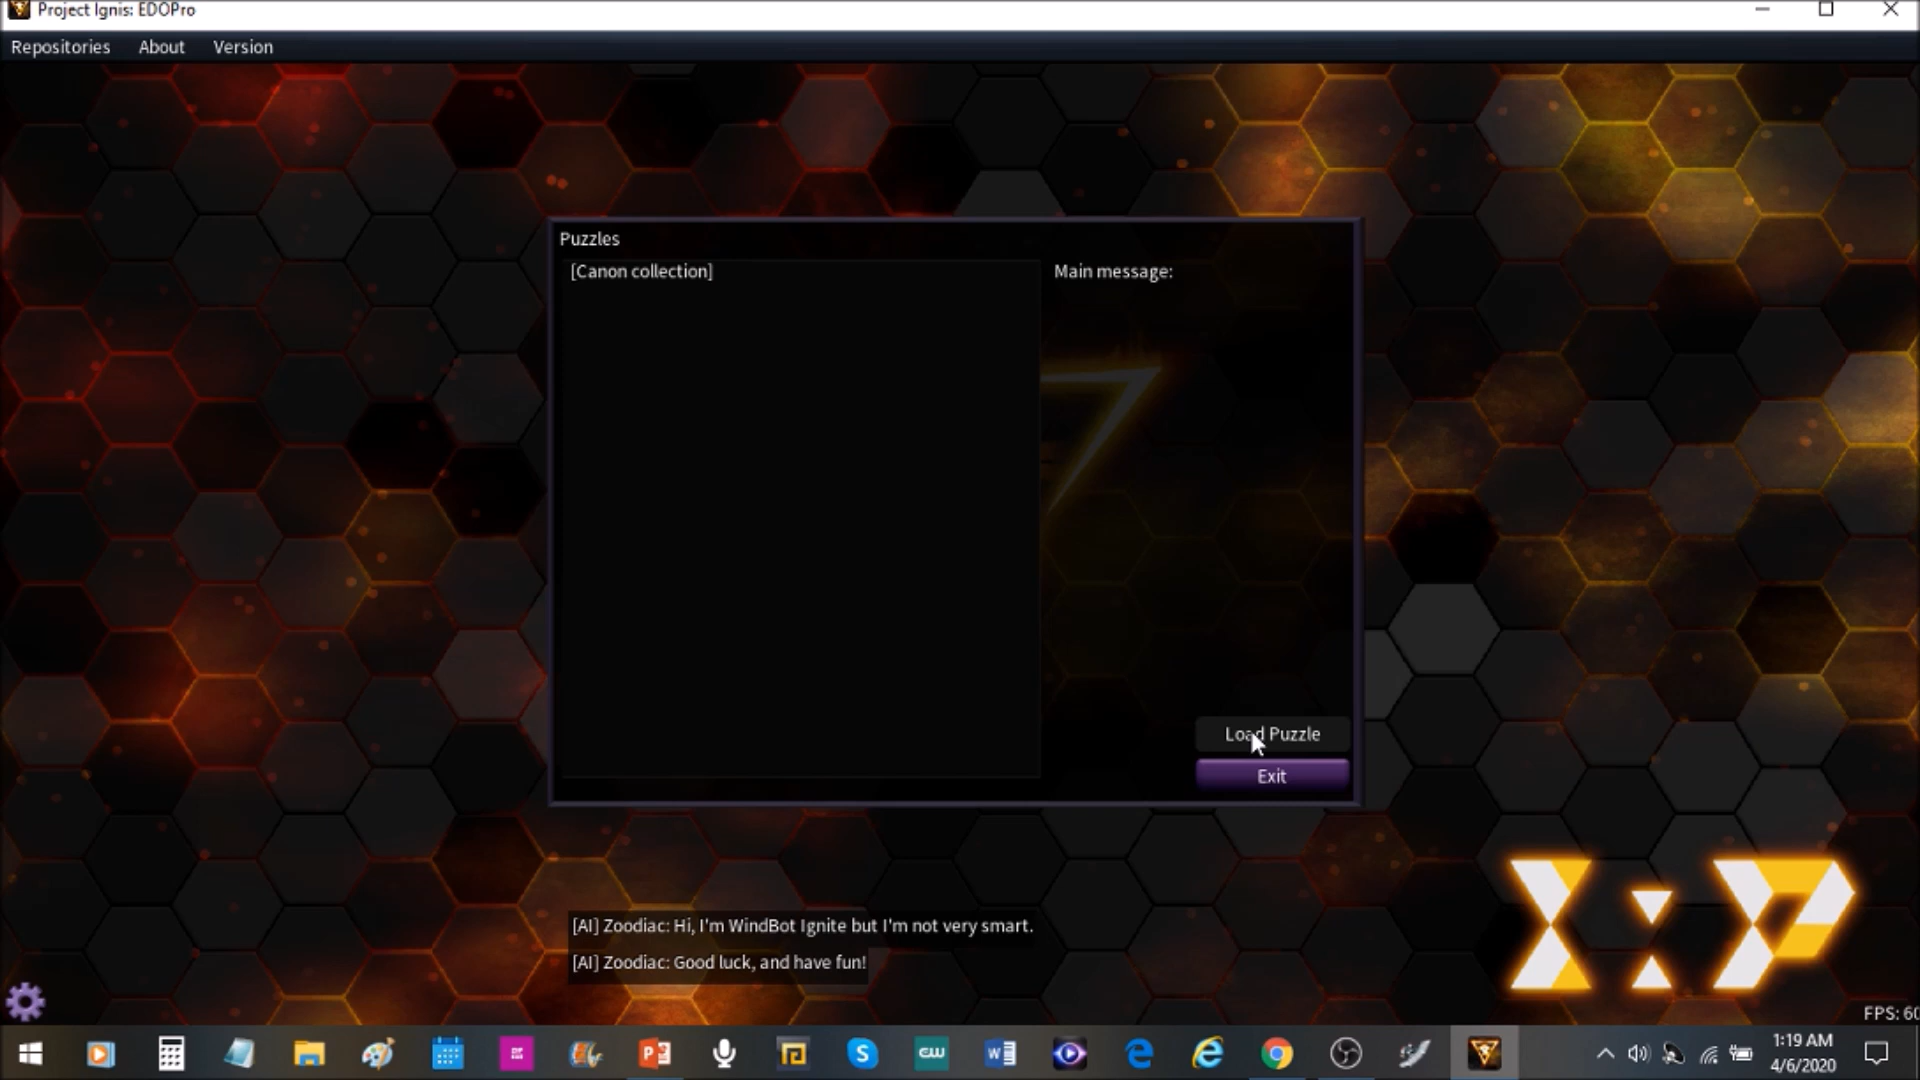 Project Ignis: EDOPro
Repositories About Version
Puzzles
[Canon collection]
Main message:
Load Puzzle
Exit
[AI] Zoodiac: Hi, I'm WindBot Ignite but I'm not very smart.
[AI] Zoodiac: Good luck, and have fun!
FPS: 60
CW
1:19 AM
4/6/2020